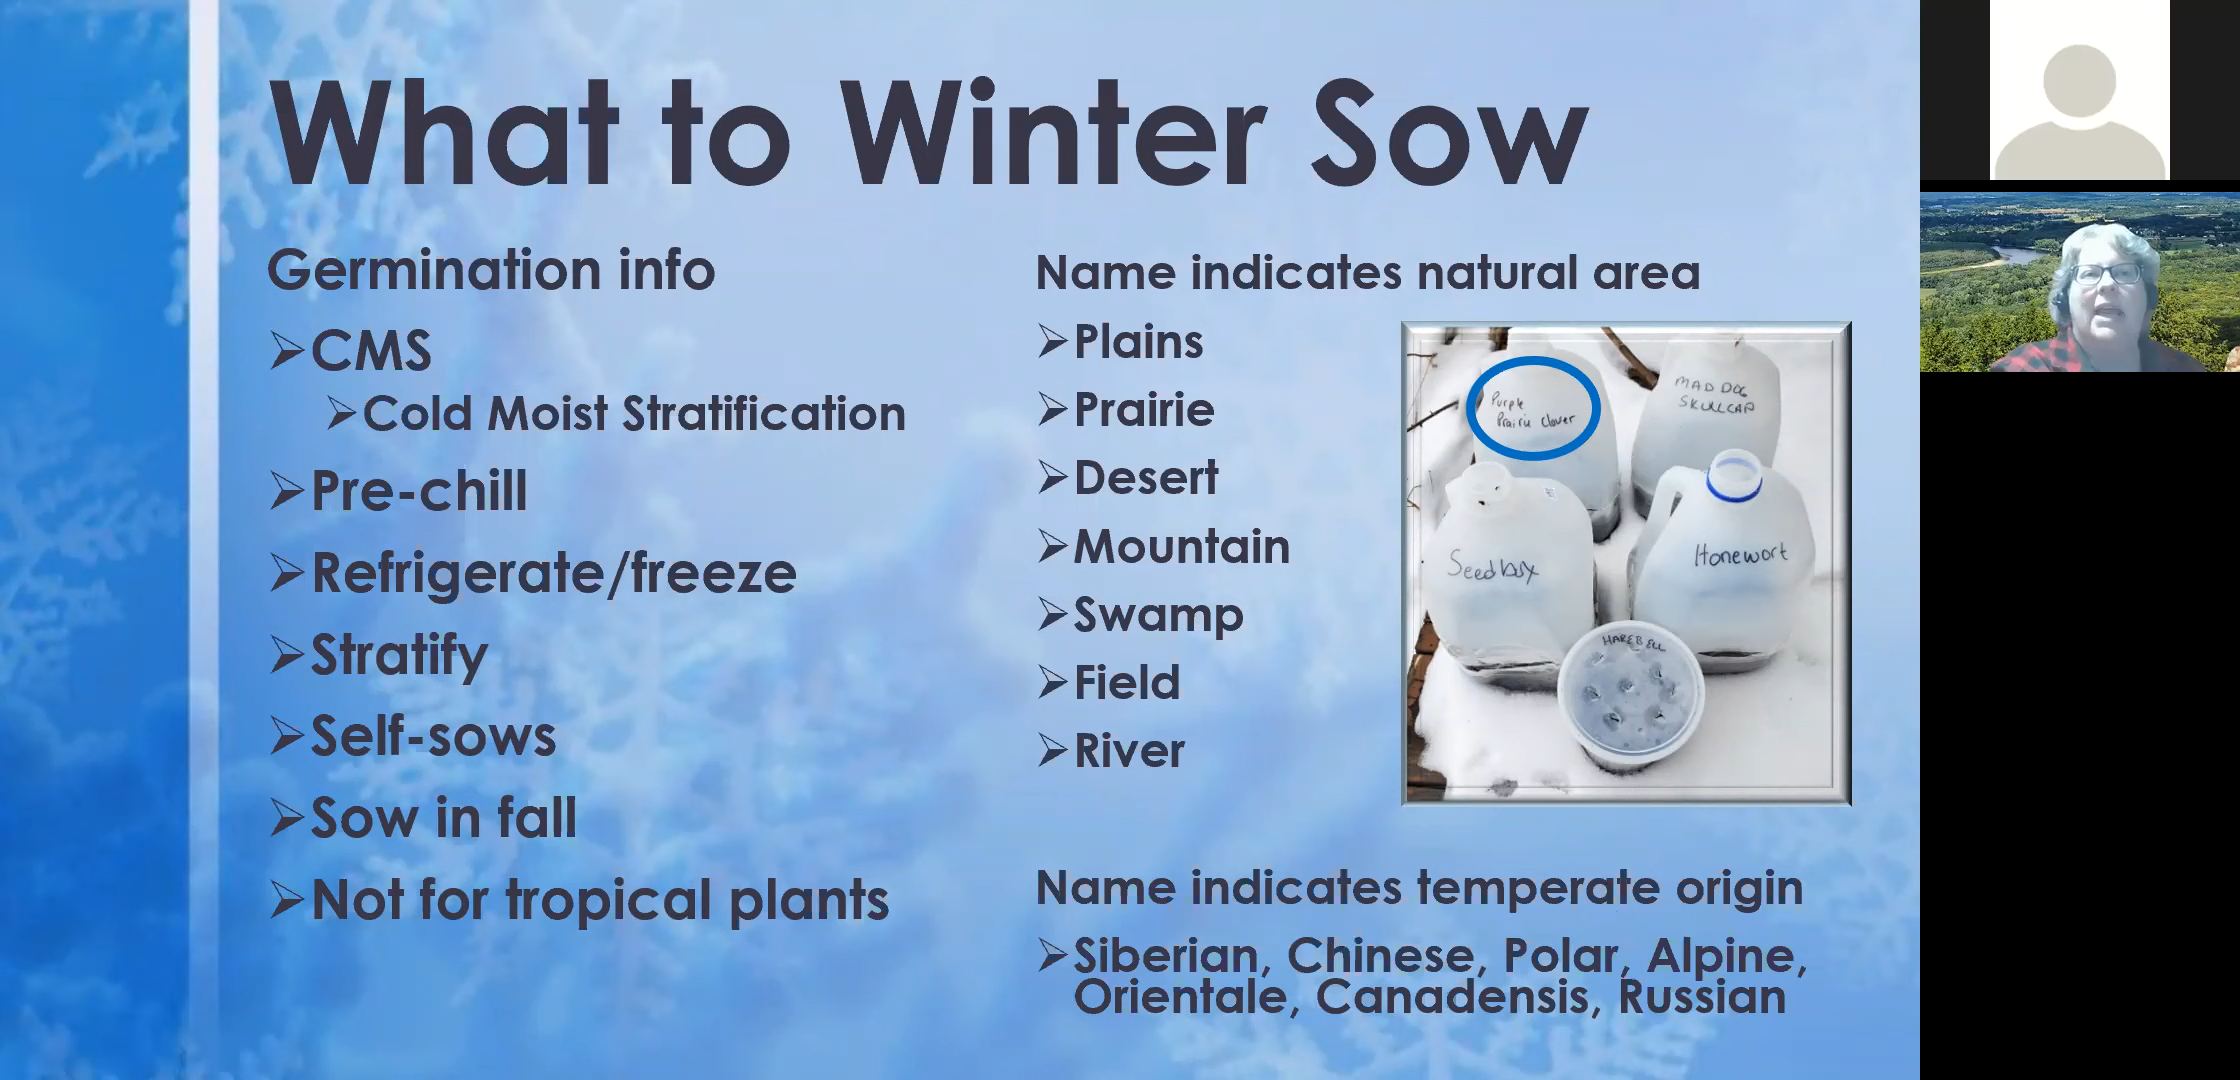 What to Winter Sow
Germination info
➢CMS
➢Cold Moist Stratification
➢Pre-chill
➢Refrigerate/freeze
➢Stratify
➢Self-sows
➢Sow in fall
➢Not for tropical plants
Name indicates natural area
➢Plains
➢Prairie
➢Desert
➢Mountain
➢Swamp
➢Field
➢River
Purple
Prairie Clover
MAD DOG
SKULLCAP
Seedbox
Honewort
HAREBELL
Name indicates temperate origin
➢Siberian, Chinese, Polar, Alpine,
Orientale, Canadensis, Russian